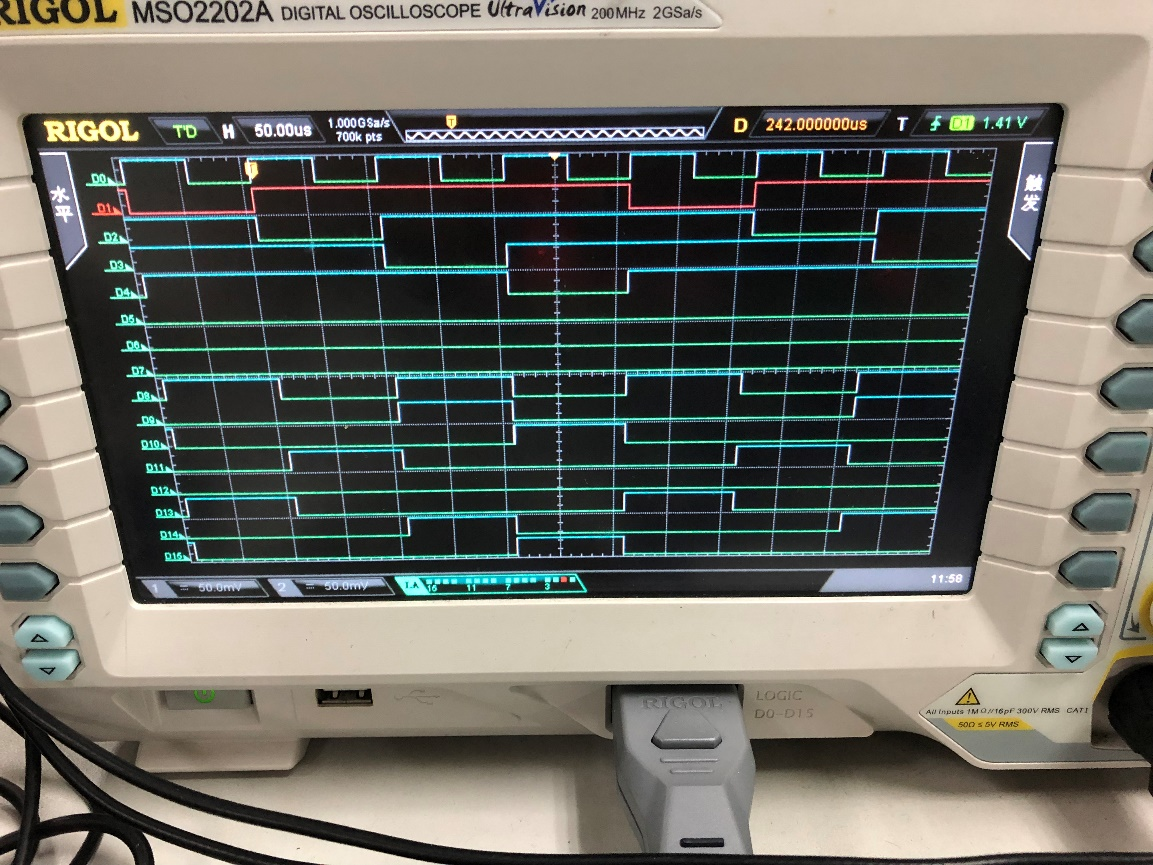 RIGOL MSO2202A DIGITAL OSCILLOSCOPE UltraVision 200MHz 2GSa/s
RIGOL T'D H 50.00us 1.000GSa/s 700k pts D 242.000000us T D1 1.41 V
T
水平
触发
T
D0
D1
D2
D3
D4
D5
D6
D7
D8
D9
D10
D11
D12
D13
D14
D15
1 50.0mV 2 50.0mV LA 15 11 7 3 11:58
RIGOL
LOGIC
D0-D15
All Inputs 1MΩ//16pF 300V RMS CATI
50Ω ≤ 5V RMS